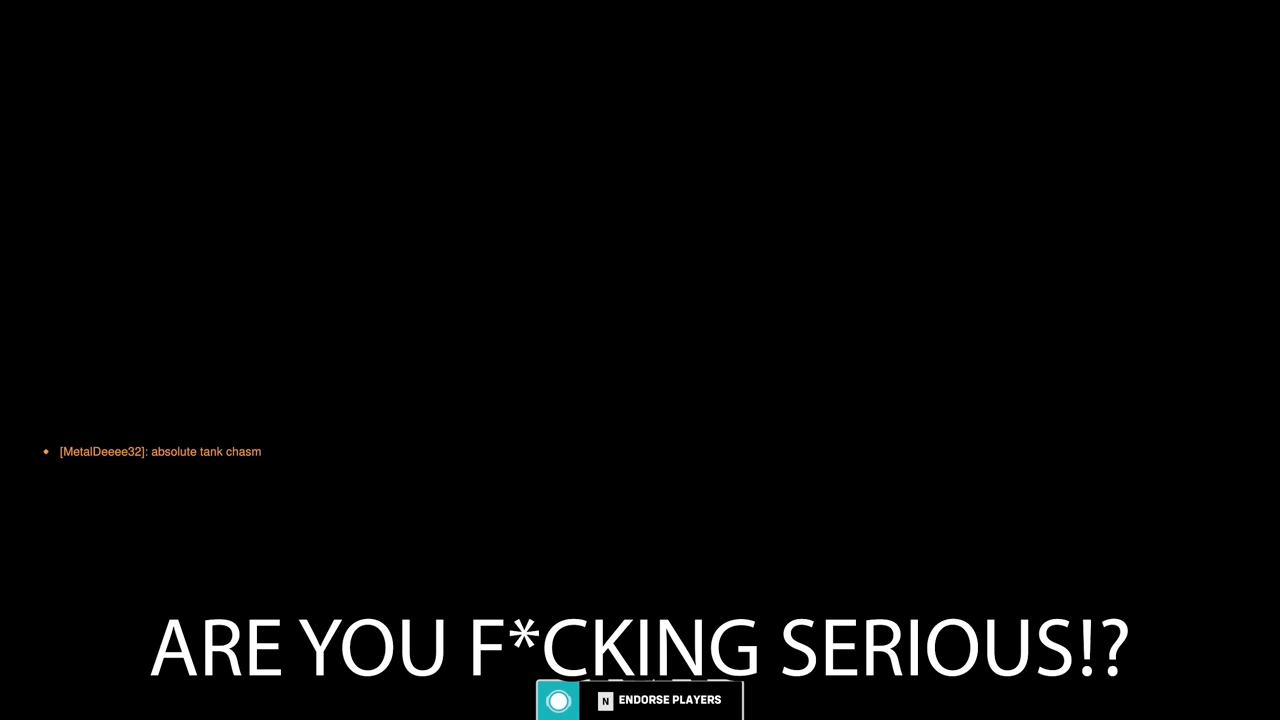 [MetalDeeee32]: absolute tank chasm
ARE YOU F*CKING SERIOUS!?
N ENDORSE PLAYERS